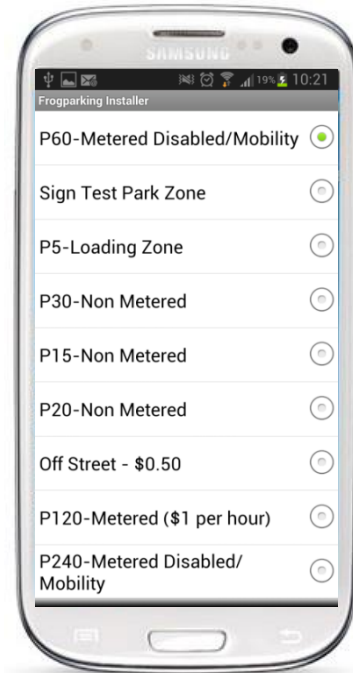 SAMSUNG
19% 10:21
Frogparking Installer
P60-Metered Disabled/Mobility
Sign Test Park Zone
P5-Loading Zone
P30-Non Metered
P15-Non Metered
P20-Non Metered
Off Street - $0.50
P120-Metered ($1 per hour)
P240-Metered Disabled/
Mobility